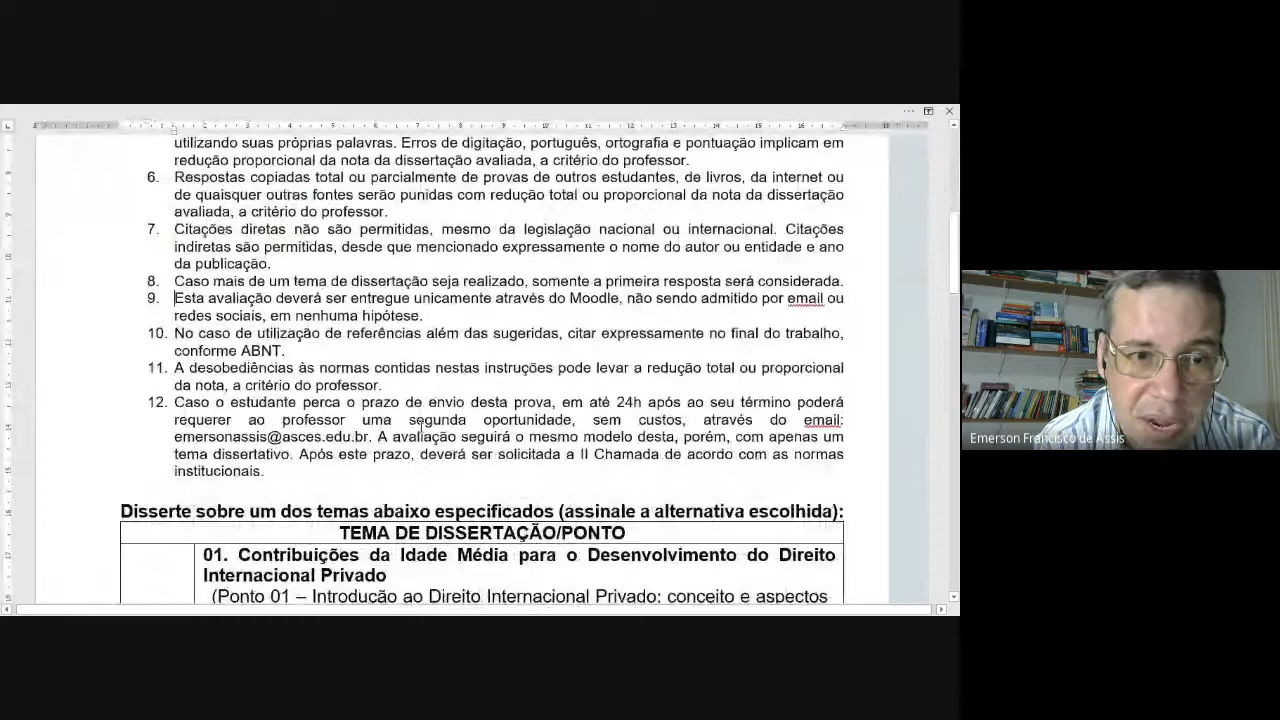 utilizando suas próprias palavras. Erros de digitação, português, ortografia e pontuação implicam em
redução proporcional da nota da dissertação avaliada, a critério do professor.
6. Respostas copiadas total ou parcialmente de provas de outros estudantes, de livros, da internet ou
de quaisquer outras fontes serão punidas com redução total ou proporcional da nota da dissertação
avaliada, a critério do professor.
7. Citações diretas não são permitidas, mesmo da legislação nacional ou internacional. Citações
indiretas são permitidas, desde que mencionado expressamente o nome do autor ou entidade e ano
da publicação.
8. Caso mais de um tema de dissertação seja realizado, somente a primeira resposta será considerada.
9. Esta avaliação deverá ser entregue unicamente através do Moodle, não sendo admitido por email ou
redes sociais, em nenhuma hipótese.
10. No caso de utilização de referências além das sugeridas, citar expressamente no final do trabalho,
conforme ABNT.
11. A desobediências às normas contidas nestas instruções pode levar a redução total ou proporcional
da nota, a critério do professor.
12. Caso o estudante perca o prazo de envio desta prova, em até 24h após ao seu término poderá
requerer ao professor uma segunda oportunidade, sem custos, através do email:
emersonassis@asces.edu.br. A avaliação seguirá o mesmo modelo desta, porém, com apenas um
tema dissertativo. Após este prazo, deverá ser solicitada a II Chamada de acordo com as normas
institucionais.
Disserte sobre um dos temas abaixo especificados (assinale a alternativa escolhida):
TEMA DE DISSERTAÇÃO/PONTO
01. Contribuições da Idade Média para o Desenvolvimento do Direito
Internacional Privado
(Ponto 01 – Introdução ao Direito Internacional Privado: conceito e aspectos
Emerson Francisco de Assis